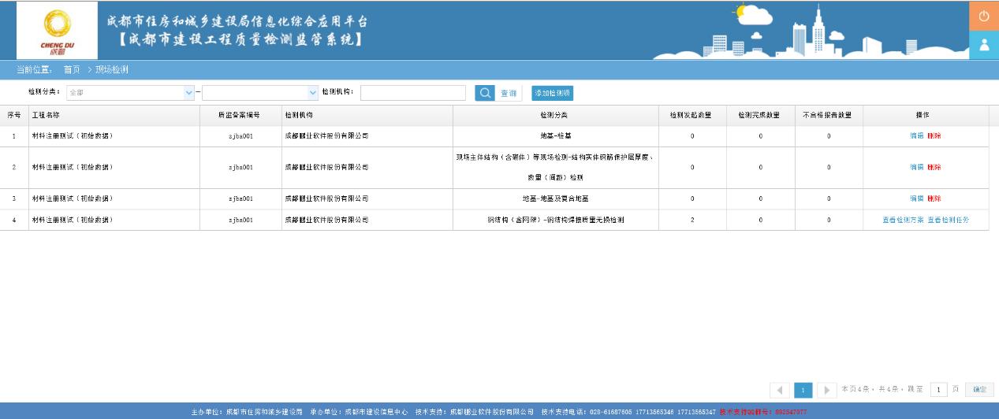 成都市住房和城乡建设局信息化综合应用平台
【成都市建设工程质量检测监管系统】
CHENG DU
成都
当前位置： 首页 > 现场检测
检测分类： 全部 — 检测机构： 查询 添加检测项
序号 工程名称 质监备案编号 检测机构 检测分类 检测发起数量 检测完成数量 不合格报告数量 操作
1 材料注册测试（初始数据） zjba001 成都鹏业软件股份有限公司 地基-桩基 0 0 0 编辑 删除
2 材料注册测试（初始数据） zjba001 成都鹏业软件股份有限公司 现场主体结构（含砌体）等现场检测-结构实体钢筋保护层厚度、 0 0 0 编辑 删除
数量（间距）检测
3 材料注册测试（初始数据） zjba001 成都鹏业软件股份有限公司 地基-地基及复合地基 0 0 0 编辑 删除
4 材料注册测试（初始数据） zjba001 成都鹏业软件股份有限公司 钢结构（含网架）-钢结构焊接质量无损检测 2 0 0 查看检测方案 查看检测任务
1 本页4条，共4条，跳至 1 页 确定
主办单位：成都市住房和城乡建设局 承办单位：成都市建设信息中心 技术支持：成都鹏业软件股份有限公司 技术支持电话：028-61687605 17713565346 17713565347 技术支持QQ群号：892547077